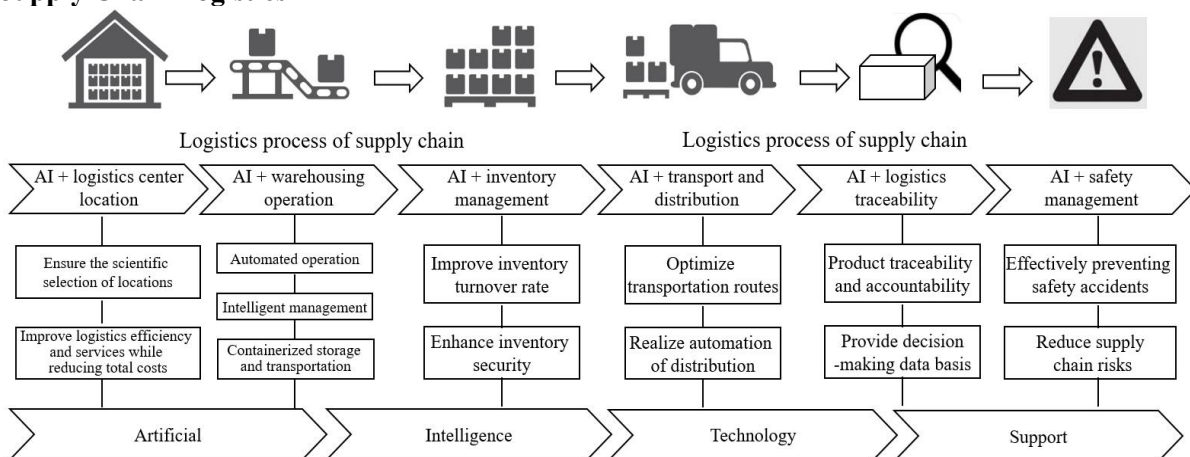 Logistics process of supply chain
Logistics process of supply chain
AI + logistics center
location
AI + warehousing
operation
AI + inventory
management
AI + transport and
distribution
AI + logistics
traceability
AI + safety
management
Ensure the scientific
selection of locations
Improve logistics efficiency
and services while
reducing total costs
Automated operation
Intelligent management
Containerized storage
and transportation
Improve inventory
turnover rate
Enhance inventory
security
Optimize
transportation routes
Realize automation
of distribution
Product traceability
and accountability
Provide decision
-making data basis
Effectively preventing
safety accidents
Reduce supply
chain risks
Artificial
Intelligence
Technology
Support